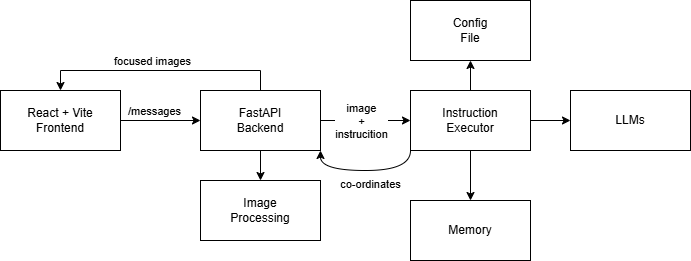 Config
File
focused images
React + Vite
Frontend
/messages
FastAPI
Backend
image
+
instrucition
Instruction
Executor
LLMs
co-ordinates
Image
Processing
Memory